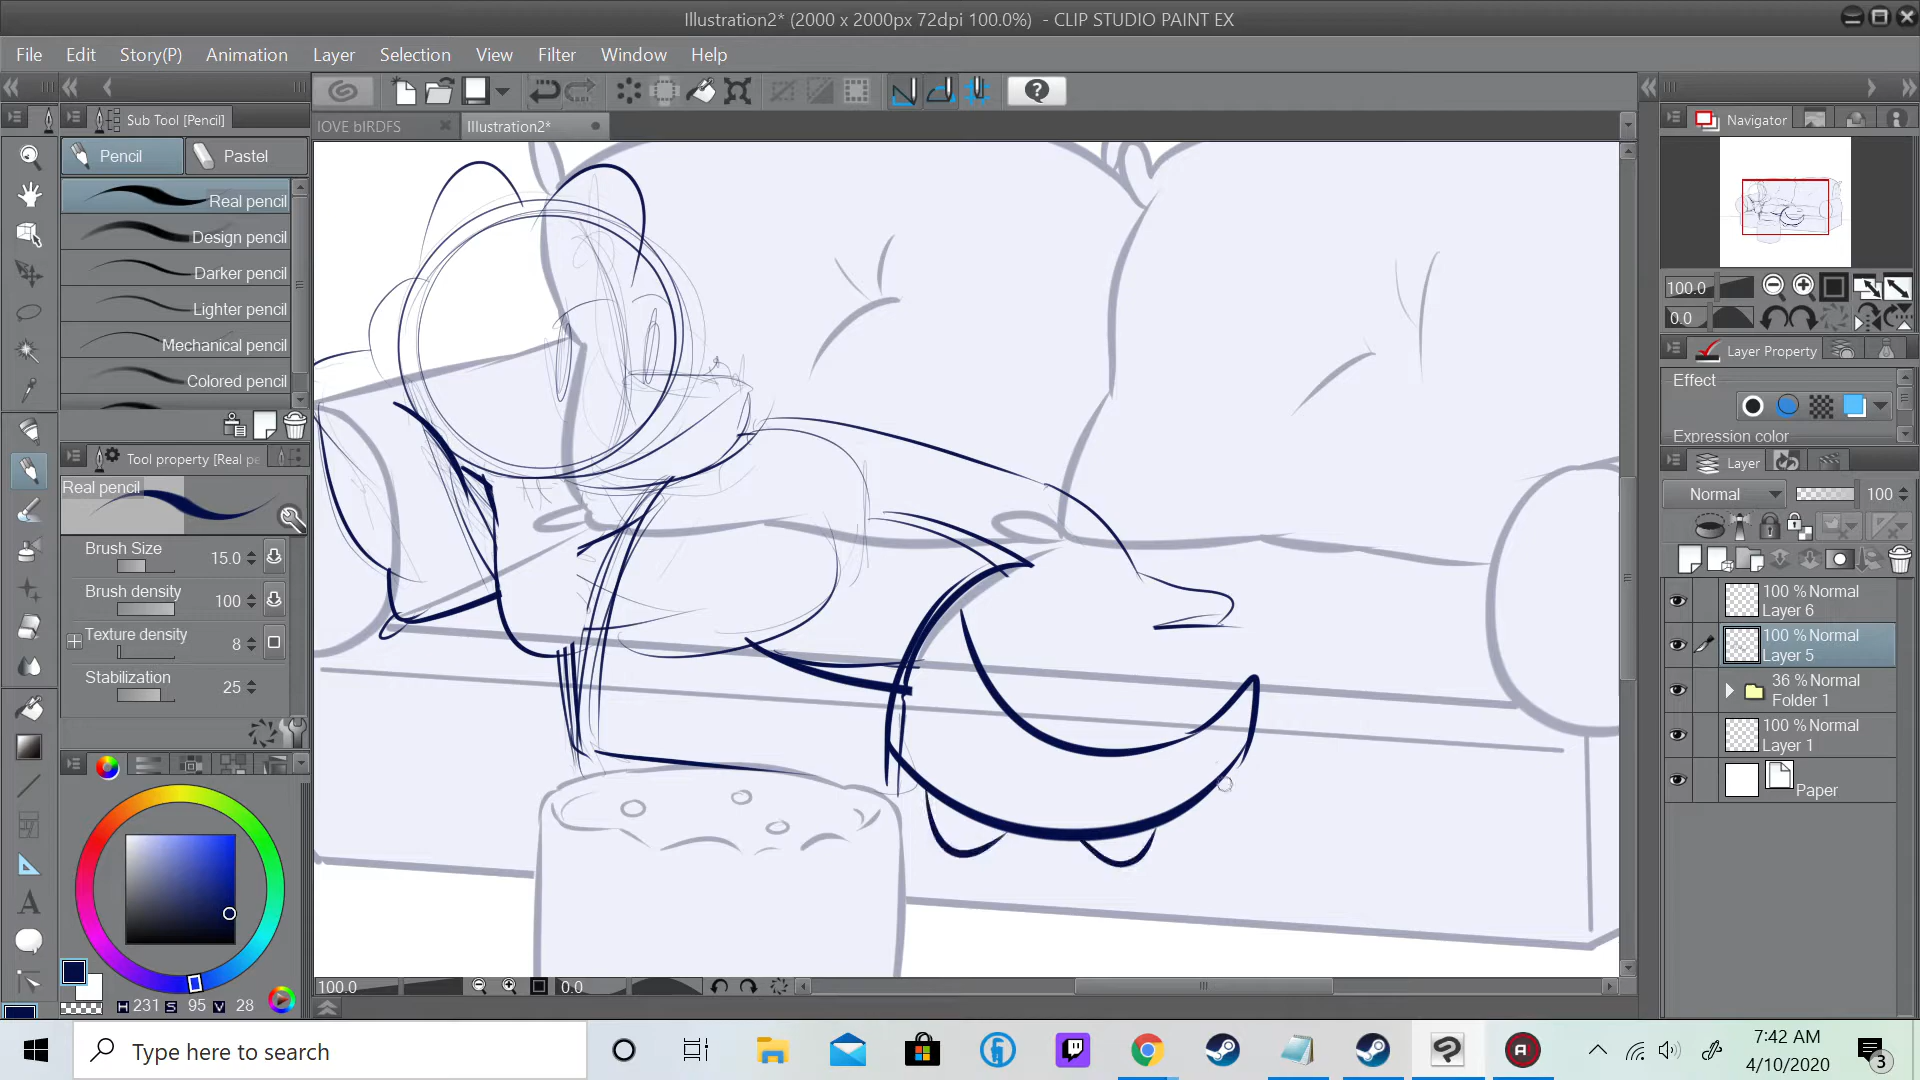 Illustration2* (2000 x 2000px 72dpi 100.0%) - CLIP STUDIO PAINT EX
File Edit Story(P) Animation Layer Selection View Filter Window Help
Sub Tool [Pencil]
Pencil Pastel
Real pencil
Design pencil
Darker pencil
Lighter pencil
Mechanical pencil
Colored pencil
Tool property [Real pe
Real pencil
Brush Size 15.0
Brush density 100
Texture density 8
Stabilization 25
H 231 S 95 V 28
IOVE bIRDFS Illustration2*
100.0 0.0
Navigator
100.0
0.0
Layer Property
Effect
Expression color
Layer
Normal 100
100 % Normal
Layer 6
100 % Normal
Layer 5
36 % Normal
Folder 1
100 % Normal
Layer 1
Paper
Type here to search
7:42 AM
4/10/2020
3